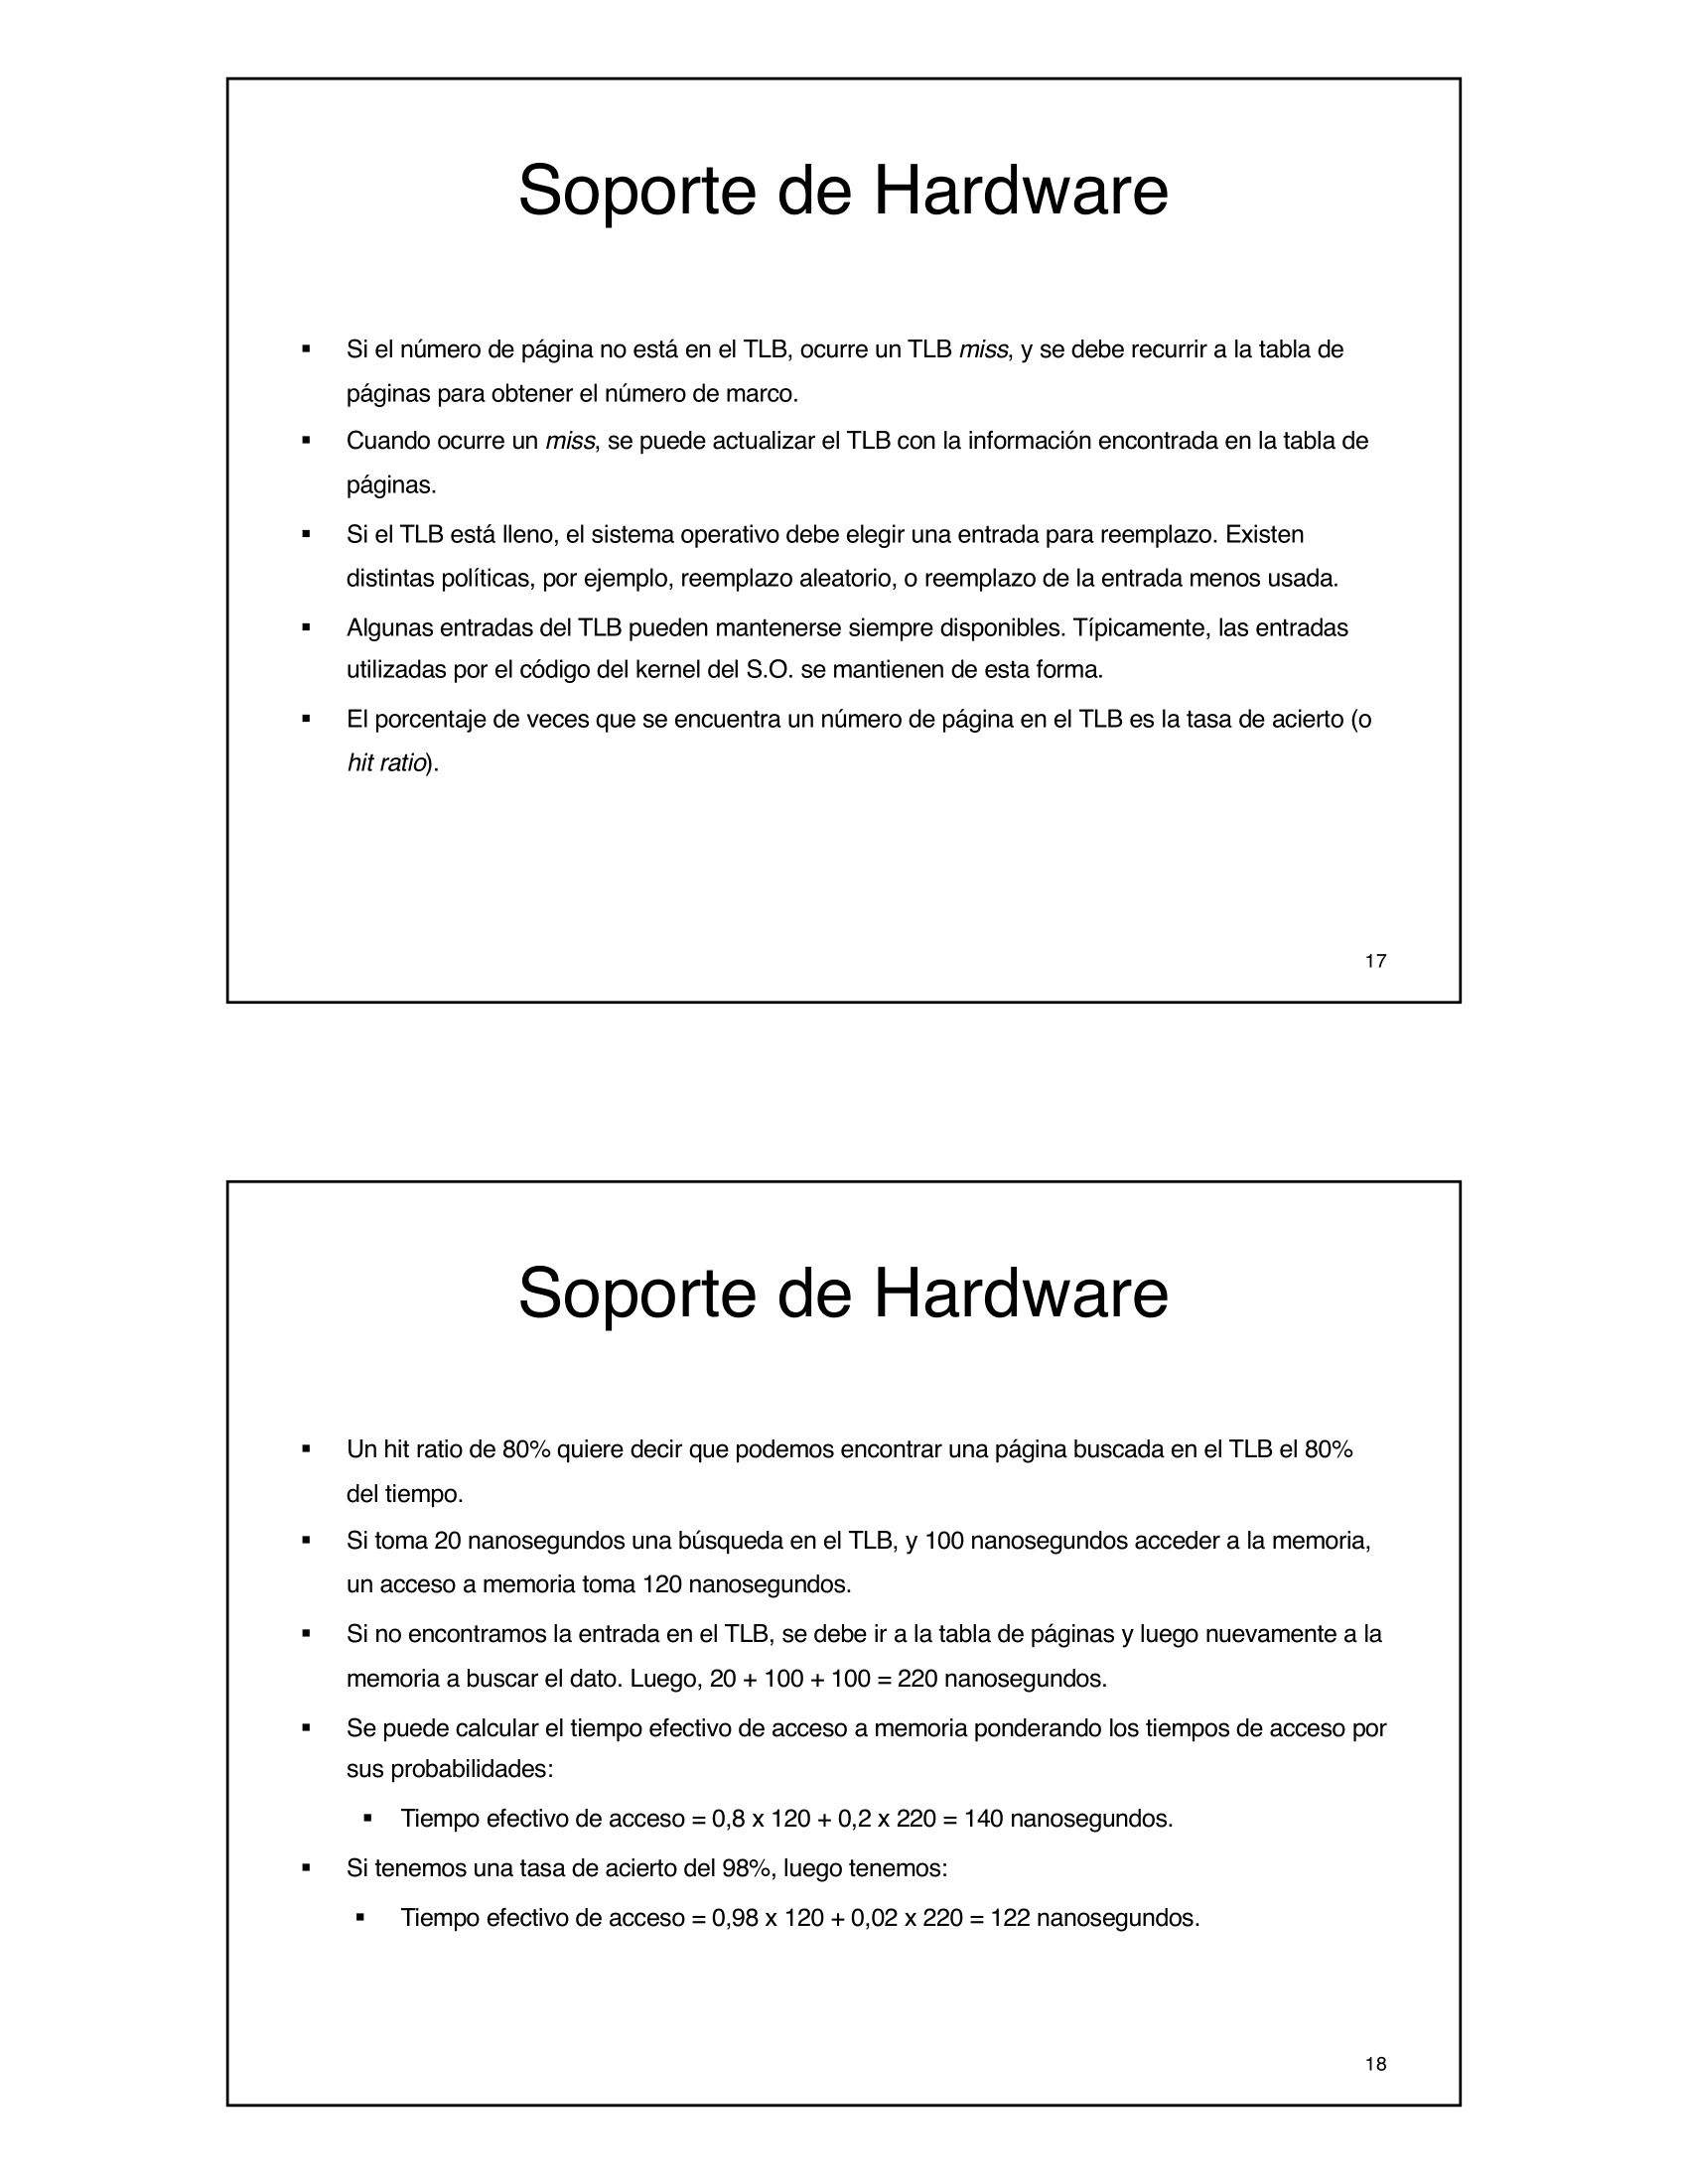 Soporte de Hardware
▪ Si el número de página no está en el TLB, ocurre un TLB miss, y se debe recurrir a la tabla de
páginas para obtener el número de marco.
▪ Cuando ocurre un miss, se puede actualizar el TLB con la información encontrada en la tabla de
páginas.
▪ Si el TLB está lleno, el sistema operativo debe elegir una entrada para reemplazo. Existen
distintas políticas, por ejemplo, reemplazo aleatorio, o reemplazo de la entrada menos usada.
▪ Algunas entradas del TLB pueden mantenerse siempre disponibles. Típicamente, las entradas
utilizadas por el código del kernel del S.O. se mantienen de esta forma.
▪ El porcentaje de veces que se encuentra un número de página en el TLB es la tasa de acierto (o
hit ratio).
17
Soporte de Hardware
▪ Un hit ratio de 80% quiere decir que podemos encontrar una página buscada en el TLB el 80%
del tiempo.
▪ Si toma 20 nanosegundos una búsqueda en el TLB, y 100 nanosegundos acceder a la memoria,
un acceso a memoria toma 120 nanosegundos.
▪ Si no encontramos la entrada en el TLB, se debe ir a la tabla de páginas y luego nuevamente a la
memoria a buscar el dato. Luego, 20 + 100 + 100 = 220 nanosegundos.
▪ Se puede calcular el tiempo efectivo de acceso a memoria ponderando los tiempos de acceso por
sus probabilidades:
▪ Tiempo efectivo de acceso = 0,8 x 120 + 0,2 x 220 = 140 nanosegundos.
▪ Si tenemos una tasa de acierto del 98%, luego tenemos:
▪ Tiempo efectivo de acceso = 0,98 x 120 + 0,02 x 220 = 122 nanosegundos.
18